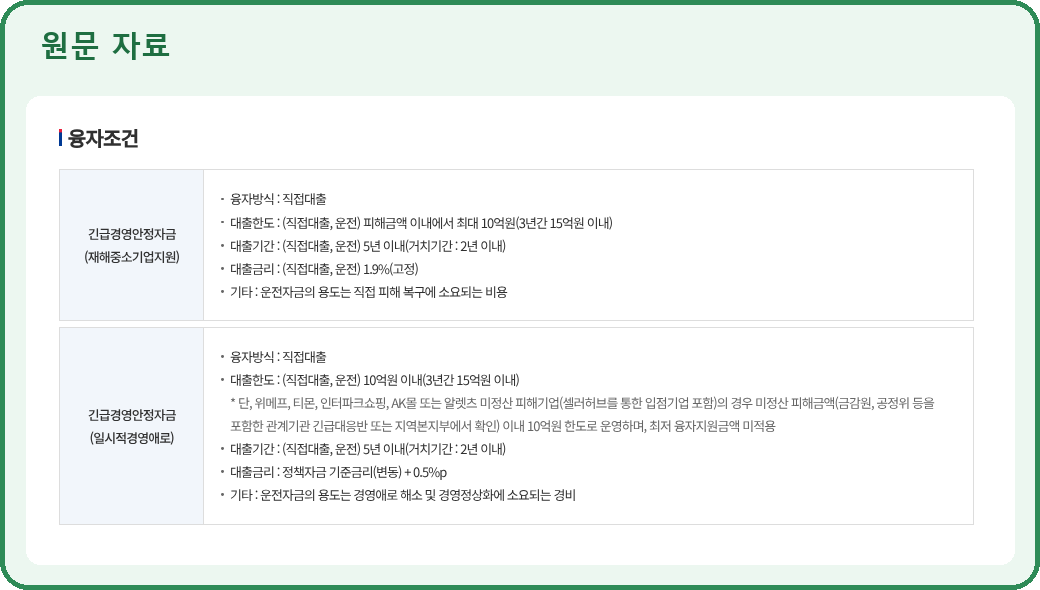 원문 자료
융자조건
긴급경영안정자금
(재해중소기업지원)
· 융자방식 : 직접대출
· 대출한도 : (직접대출, 운전) 피해금액 이내에서 최대 10억원(3년간 15억원 이내)
· 대출기간 : (직접대출, 운전) 5년 이내(거치기간 : 2년 이내)
· 대출금리 : (직접대출, 운전) 1.9%(고정)
· 기타 : 운전자금의 용도는 직접 피해 복구에 소요되는 비용
긴급경영안정자금
(일시적경영애로)
· 융자방식 : 직접대출
· 대출한도 : (직접대출, 운전) 10억원 이내(3년간 15억원 이내)
* 단, 위메프, 티몬, 인터파크쇼핑, AK몰 또는 알렛츠 미정산 피해기업(셀러허브를 통한 입점기업 포함)의 경우 미정산 피해금액(금감원, 공정위 등을
포함한 관계기관 긴급대응반 또는 지역본지부에서 확인) 이내 10억원 한도로 운영하며, 최저 융자지원금액 미적용
· 대출기간 : (직접대출, 운전) 5년 이내(거치기간 : 2년 이내)
· 대출금리 : 정책자금 기준금리(변동) + 0.5%p
· 기타 : 운전자금의 용도는 경영애로 해소 및 경영정상화에 소요되는 경비